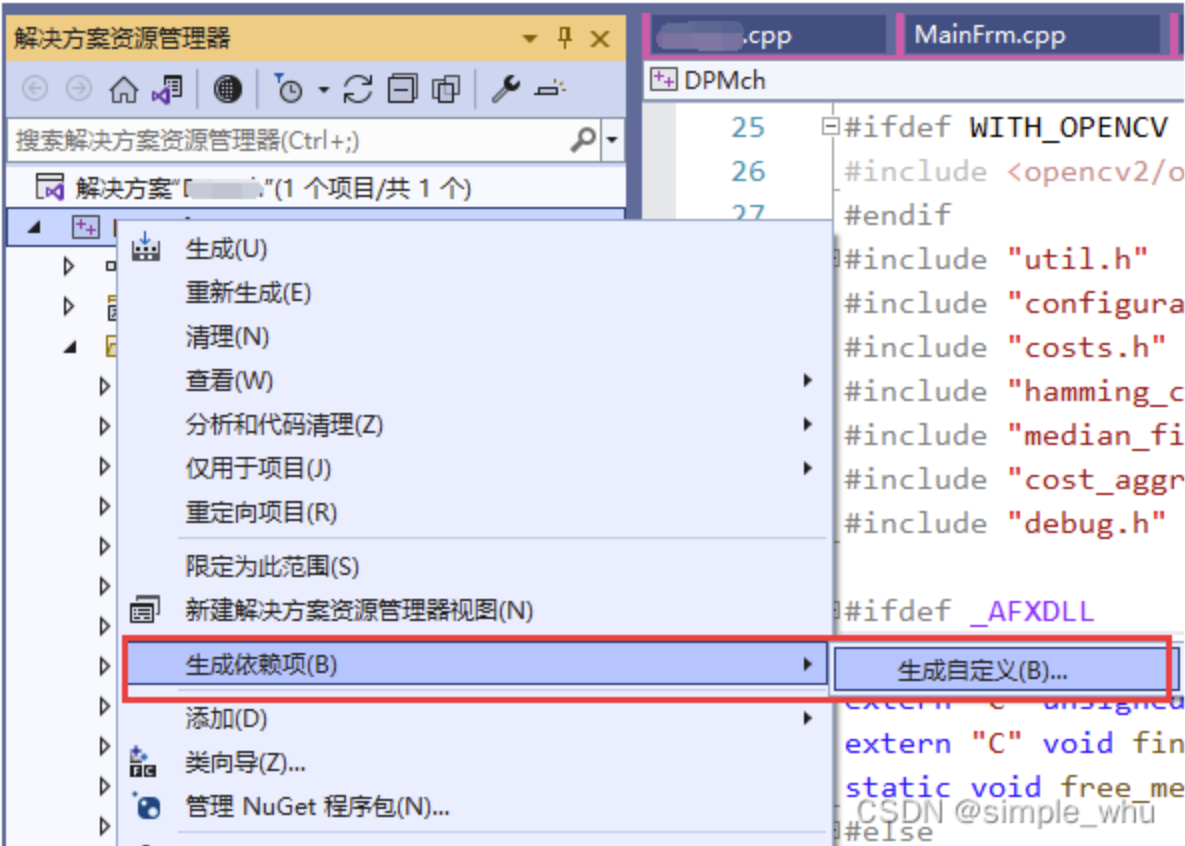 解决方案资源管理器
搜索解决方案资源管理器(Ctrl+;)
解决方案" "(1 个项目/共 1 个)
生成(U)
重新生成(E)
清理(N)
查看(W)
分析和代码清理(Z)
仅用于项目(J)
重定向项目(R)
限定为此范围(S)
新建解决方案资源管理器视图(N)
生成依赖项(B)
生成自定义(B)...
添加(D)
类向导(Z)...
管理 NuGet 程序包(N)...
.cpp
MainFrm.cpp
DPMch
25 #ifdef WITH_OPENCV
26 #include <opencv2/o
27 #endif
#include "util.h"
#include "configura
#include "costs.h"
#include "hamming_c
#include "median_fi
#include "cost_aggr
#include "debug.h"
#ifdef _AFXDLL
extern "C" unsigned
extern "C" void fin
static void free_me
#else
CSDN @simple_whu